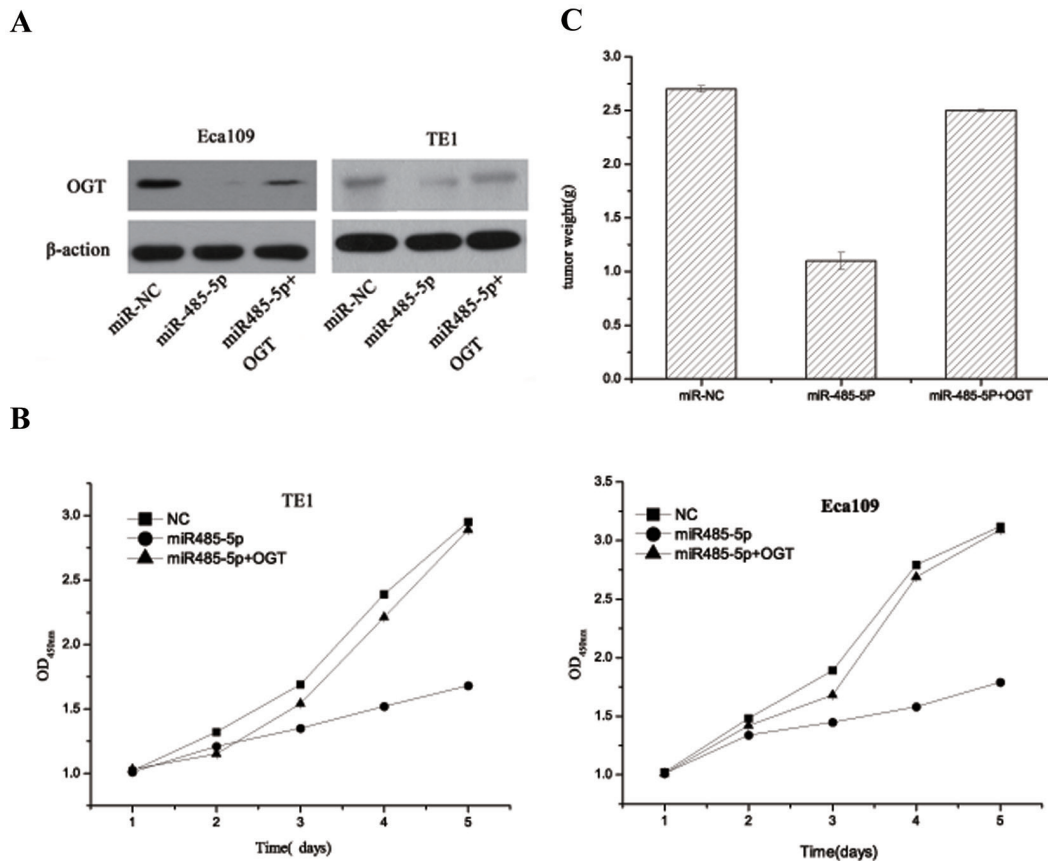 A
Eca109
TE1
OGT
β-action
miR-NC
miR-485-5p
miR485-5p+
OGT
miR-NC
miR-485-5p
miR485-5p+
OGT
C
3.0
2.5
2.0
1.5
1.0
2.5
0.0
tumor weight(g)
miR-NC
miR-485-5P
miR-485-5P+OGT
B
TE1
NC
miR485-5p
miR485-5p+OGT
3.0
2.5
2.0
1.5
1.0
OD450nm
1 2 3 4 5
Time( days)
Eca109
NC
miR485-5p
miR485-5p+OGT
3.5
3.0
2.5
2.0
1.5
1.0
OD450nm
1 2 3 4 5
Time(days)